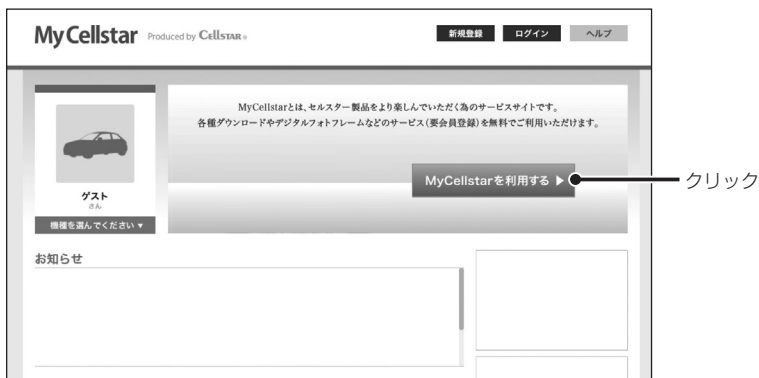 MyCellstar Produced by CELLSTAR
新規登録 ログイン ヘルプ
MyCellstarとは、セルスター製品をより楽しんでいただく為のサービスサイトです。
各種ダウンロードやデジタルフォトフレームなどのサービス(要会員登録)を無料でご利用いただけます。
MyCellstarを利用する ▶
クリック
ゲスト
さん
機種を選んでください ▼
お知らせ